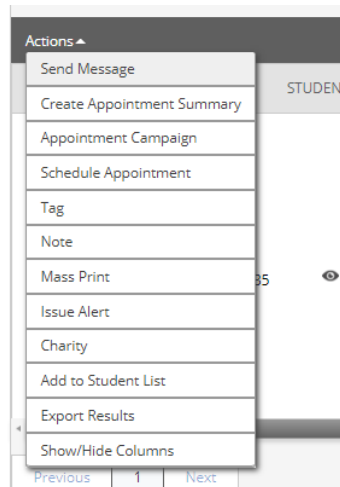 Actions
Send Message
STUDEN
Create Appointment Summary
Appointment Campaign
Schedule Appointment
Tag
Note
Mass Print
35
Issue Alert
Charity
Add to Student List
Export Results
Show/Hide Columns
Previous 1 Next